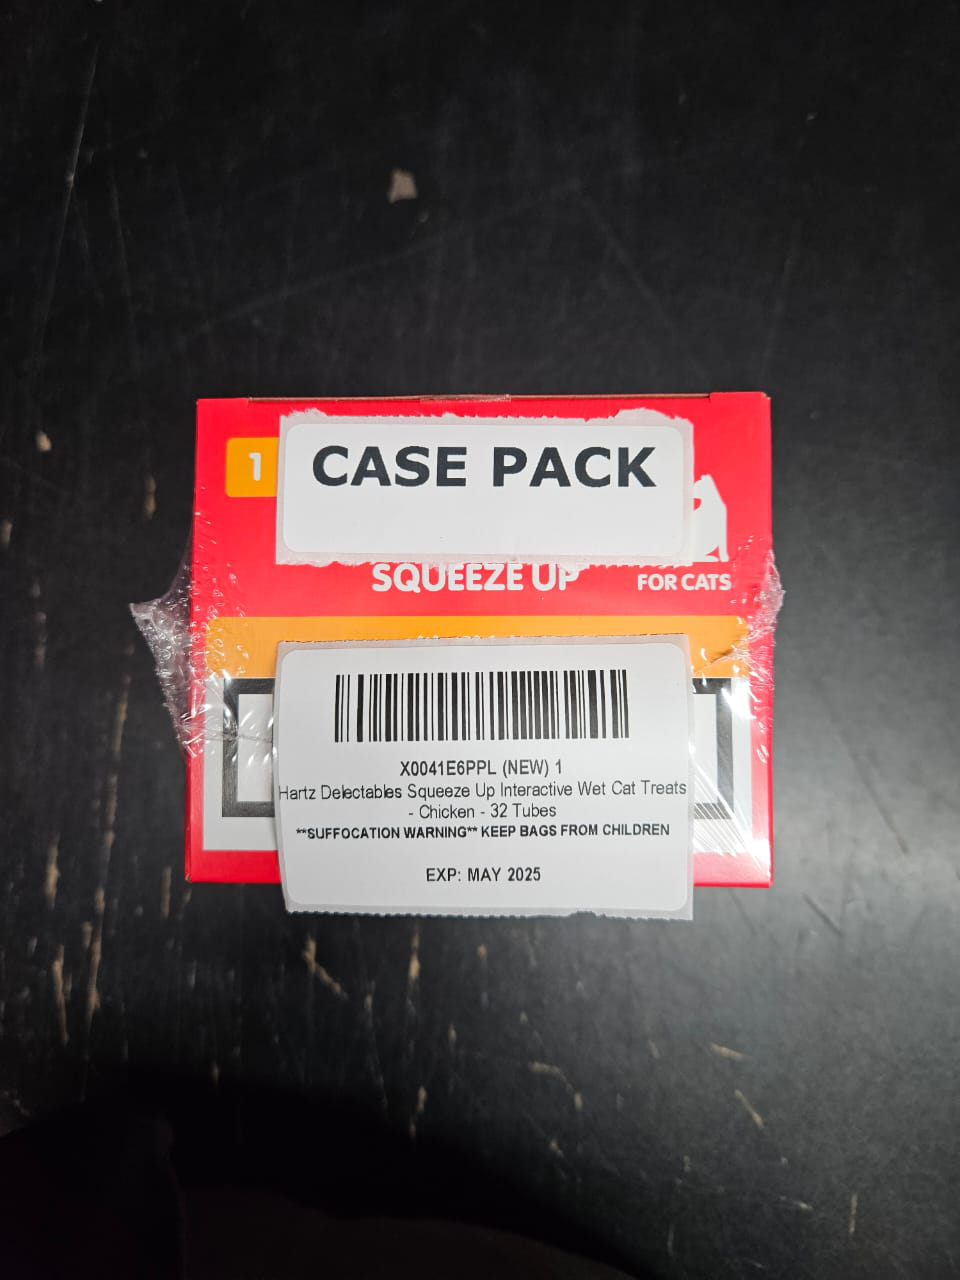 1
CASE PACK
SQUEEZE UP
FOR CATS
X0041E6PPL (NEW) 1
Hartz Delectables Squeeze Up Interactive Wet Cat Treats
- Chicken - 32 Tubes
**SUFFOCATION WARNING** KEEP BAGS FROM CHILDREN
EXP: MAY 2025